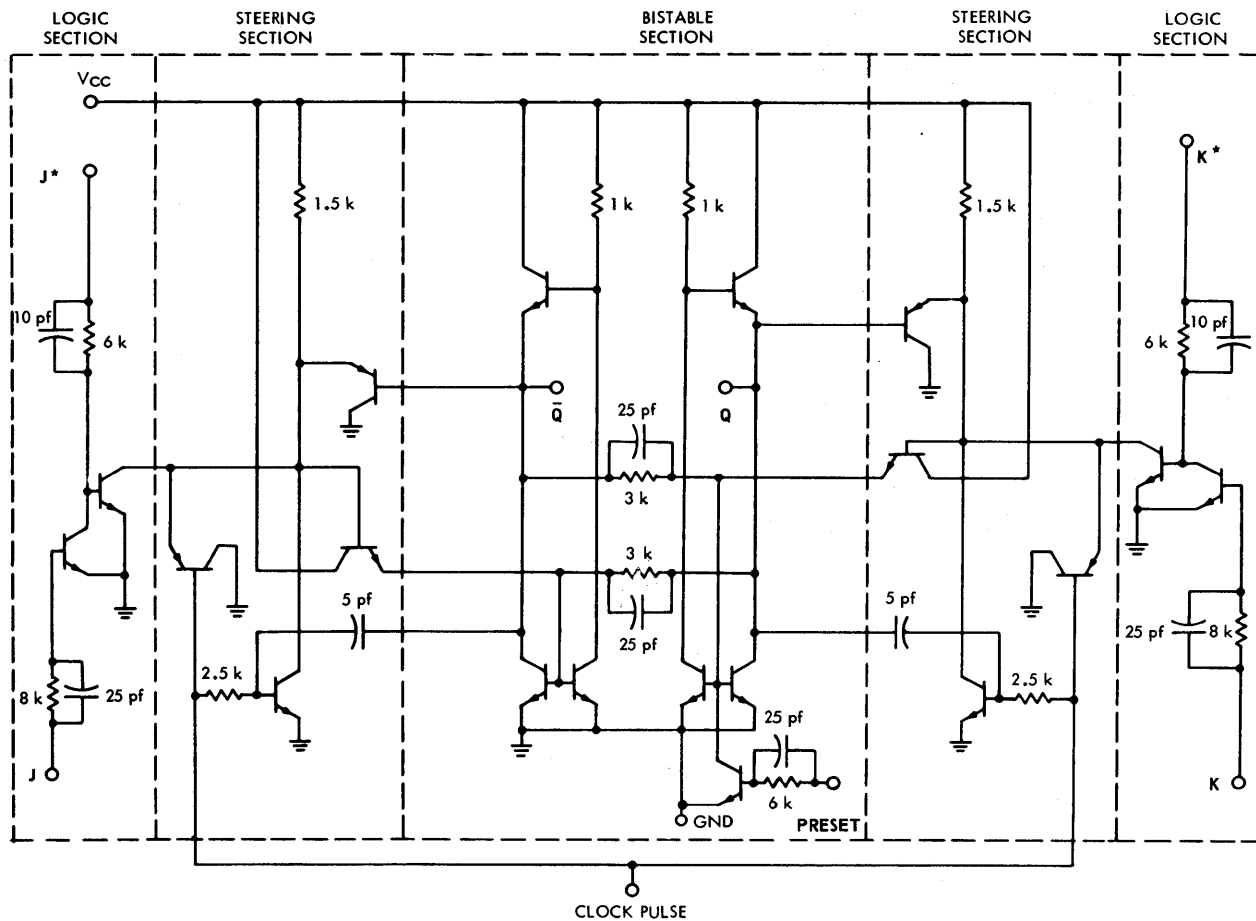 LOGIC
SECTION
STEERING
SECTION
BISTABLE
SECTION
STEERING
SECTION
LOGIC
SECTION
VCC
J*
K*
1.5 k
1 k
1 k
1.5 k
10 pf
6 k
6 k
10 pf
Q̄
Q
25 pf
3 k
3 k
25 pf
5 pf
5 pf
25 pf
8 k
2.5 k
2.5 k
8 k
25 pf
25 pf
6 k
J
K
GND
PRESET
CLOCK PULSE